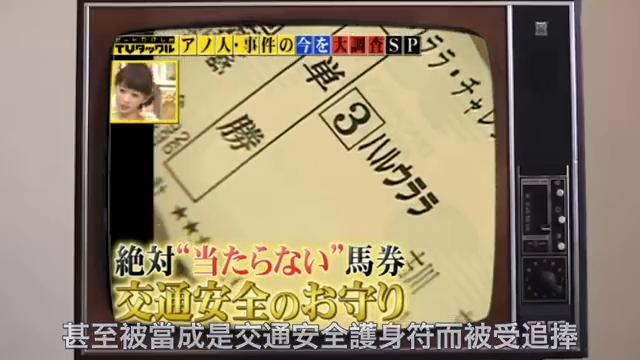 TVタックル アノ人・事件の今を大調査SP
ララ・チャレ
単勝
3 ハルウララ
★★★
絶対“当たらない”馬券
交通安全のお守り
甚至被當成是交通安全護身符而被受追捧